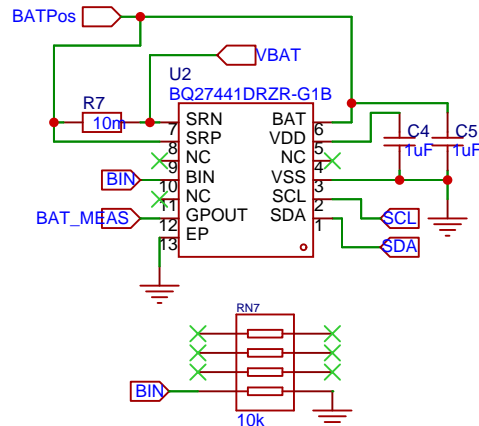 BATPos
VBAT
U2
BQ27441DRZR-G1B
R7
10m
SRN
BAT
7
6
SRP
VDD
8
5
NC
NC
9
4
BIN
BIN
VSS
10
3
NC
SCL
11
2
BAT_MEAS
GPOUT
SDA
12
1
EP
13
C4
C5
1uF
1uF
SCL
SDA
RN7
BIN
10k